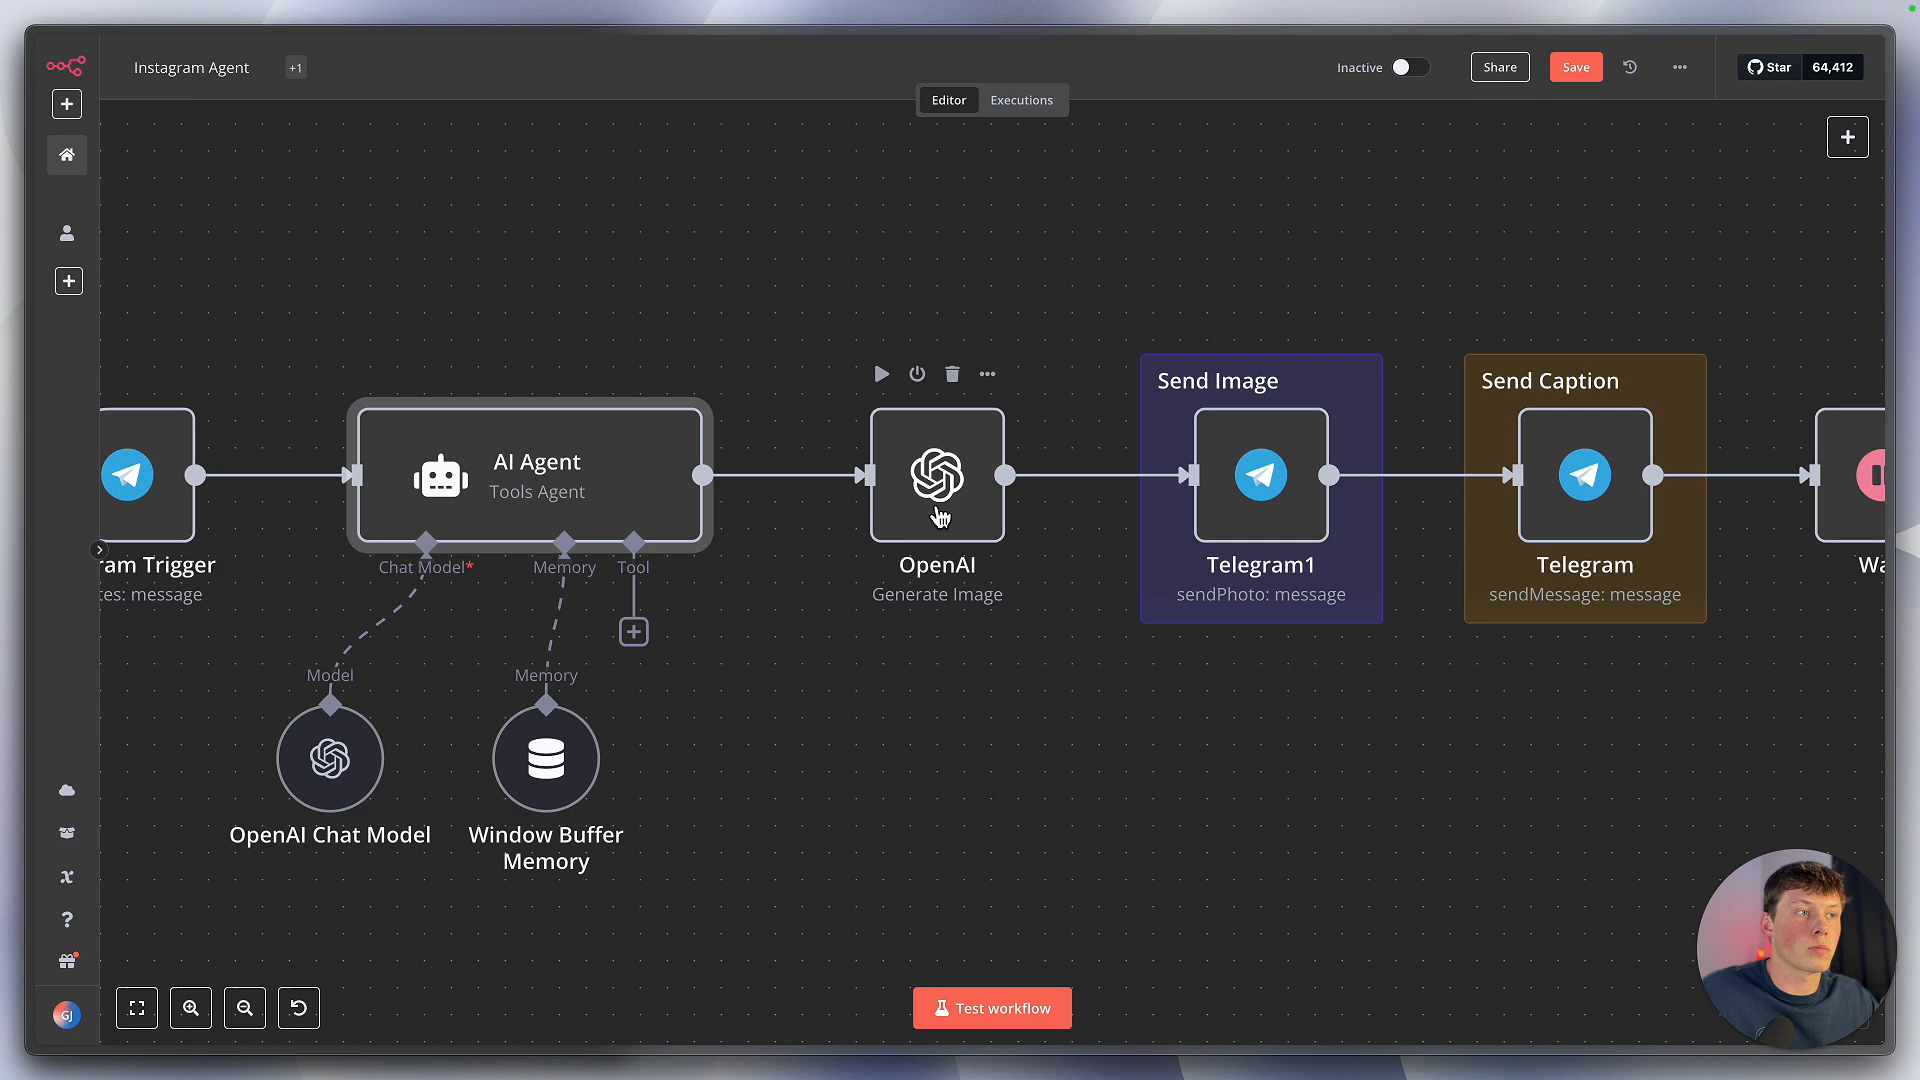 Instagram Agent
+1
Inactive
Share
Save
Star
64,412
Editor
Executions
Send Image
Send Caption
AI Agent
Tools Agent
ram Trigger
tes: message
Chat Model*
Memory
Tool
OpenAI
Generate Image
Telegram1
sendPhoto: message
Telegram
sendMessage: message
Wa
Model
Memory
OpenAI Chat Model
Window Buffer
Memory
GJ
Test workflow